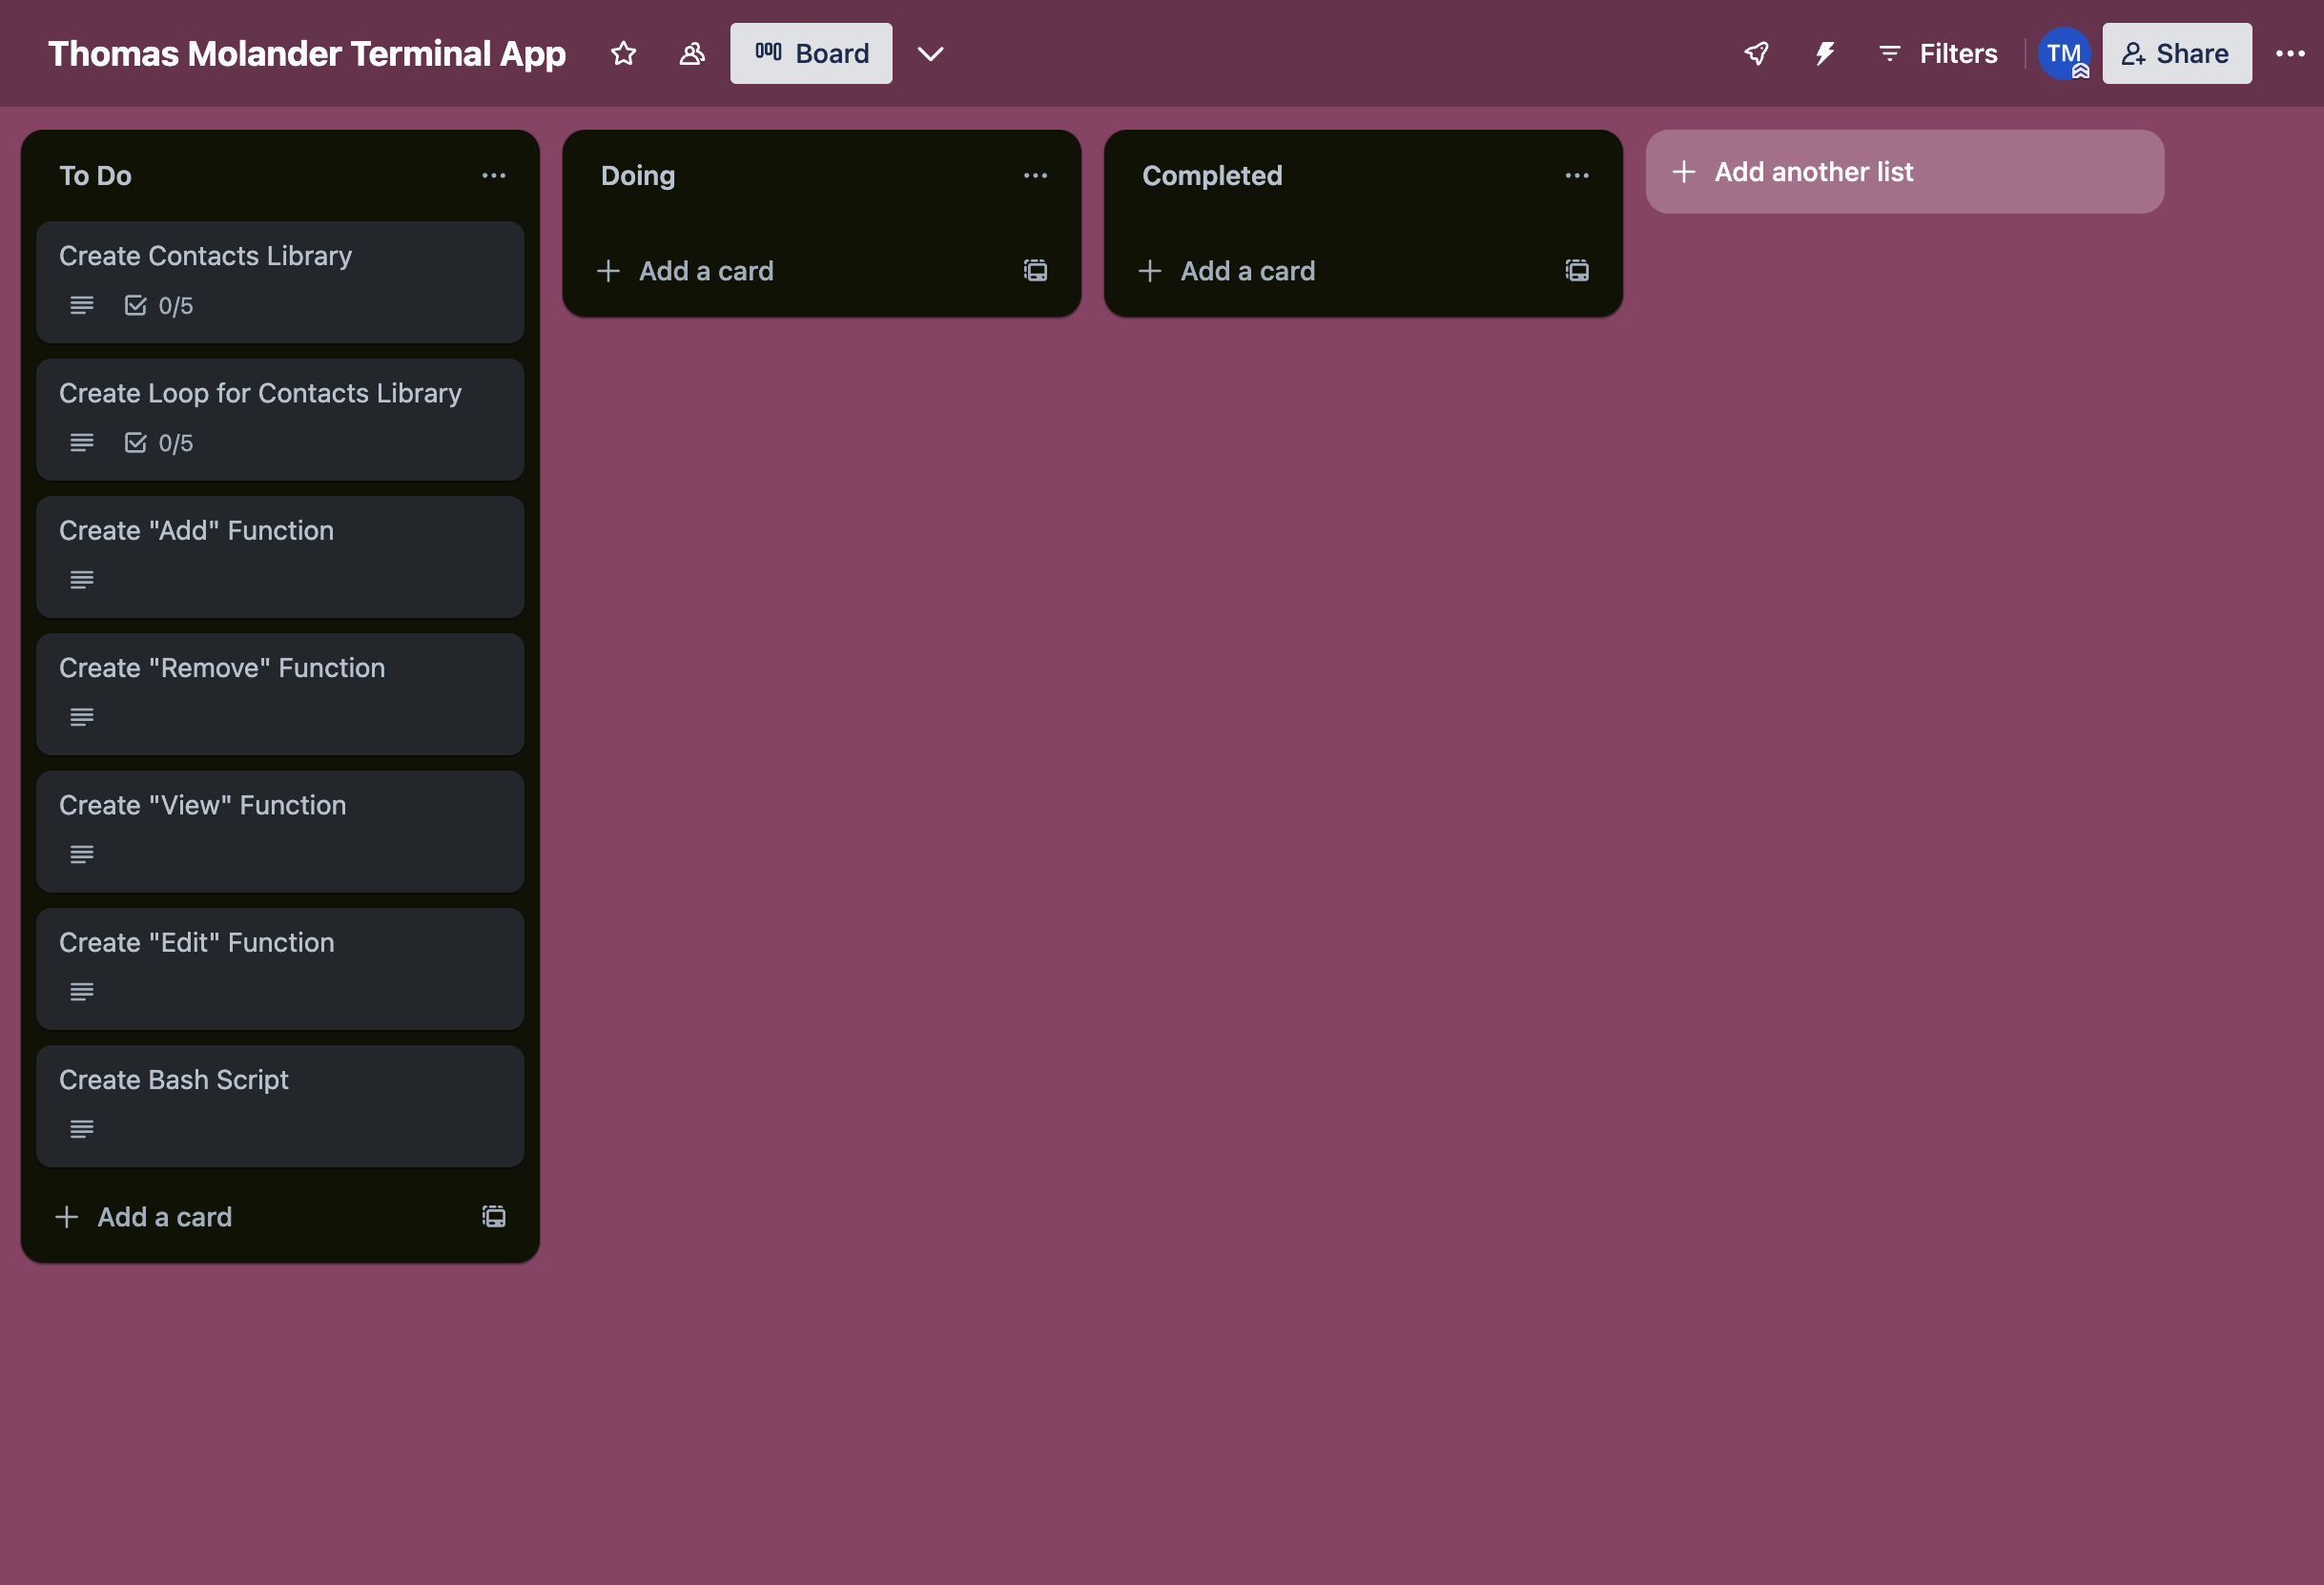 Thomas Molander Terminal App
Board
Filters
TM
Share
To Do
Create Contacts Library
0/5
Create Loop for Contacts Library
0/5
Create "Add" Function
Create "Remove" Function
Create "View" Function
Create "Edit" Function
Create Bash Script
Add a card
Doing
Add a card
Completed
Add a card
Add another list